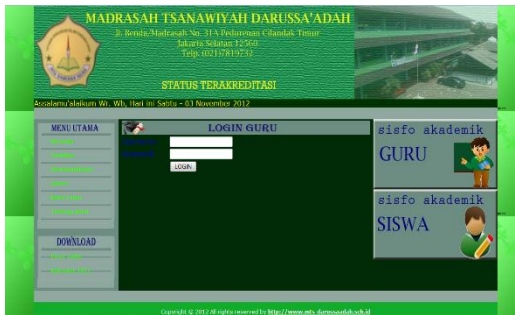 MADRASAH TSANAWIYAH DARUSSA'ADAH
Jl. Benda/Madrasah No. 31A Pedurenan Cilandak Timur
Jakarta Selatan 12560
Telp. (021)7819732
STATUS TERAKREDITASI
Assalamu'alaikum Wr. Wb, Hari ini Sabtu - 03 November 2012
MENU UTAMA
LOGIN GURU
LOGIN
sisfo akademik
GURU
sisfo akademik
SISWA
DOWNLOAD
Copyright © 2012 All rights reserved by http://www.mts-darussaadah.sch.id